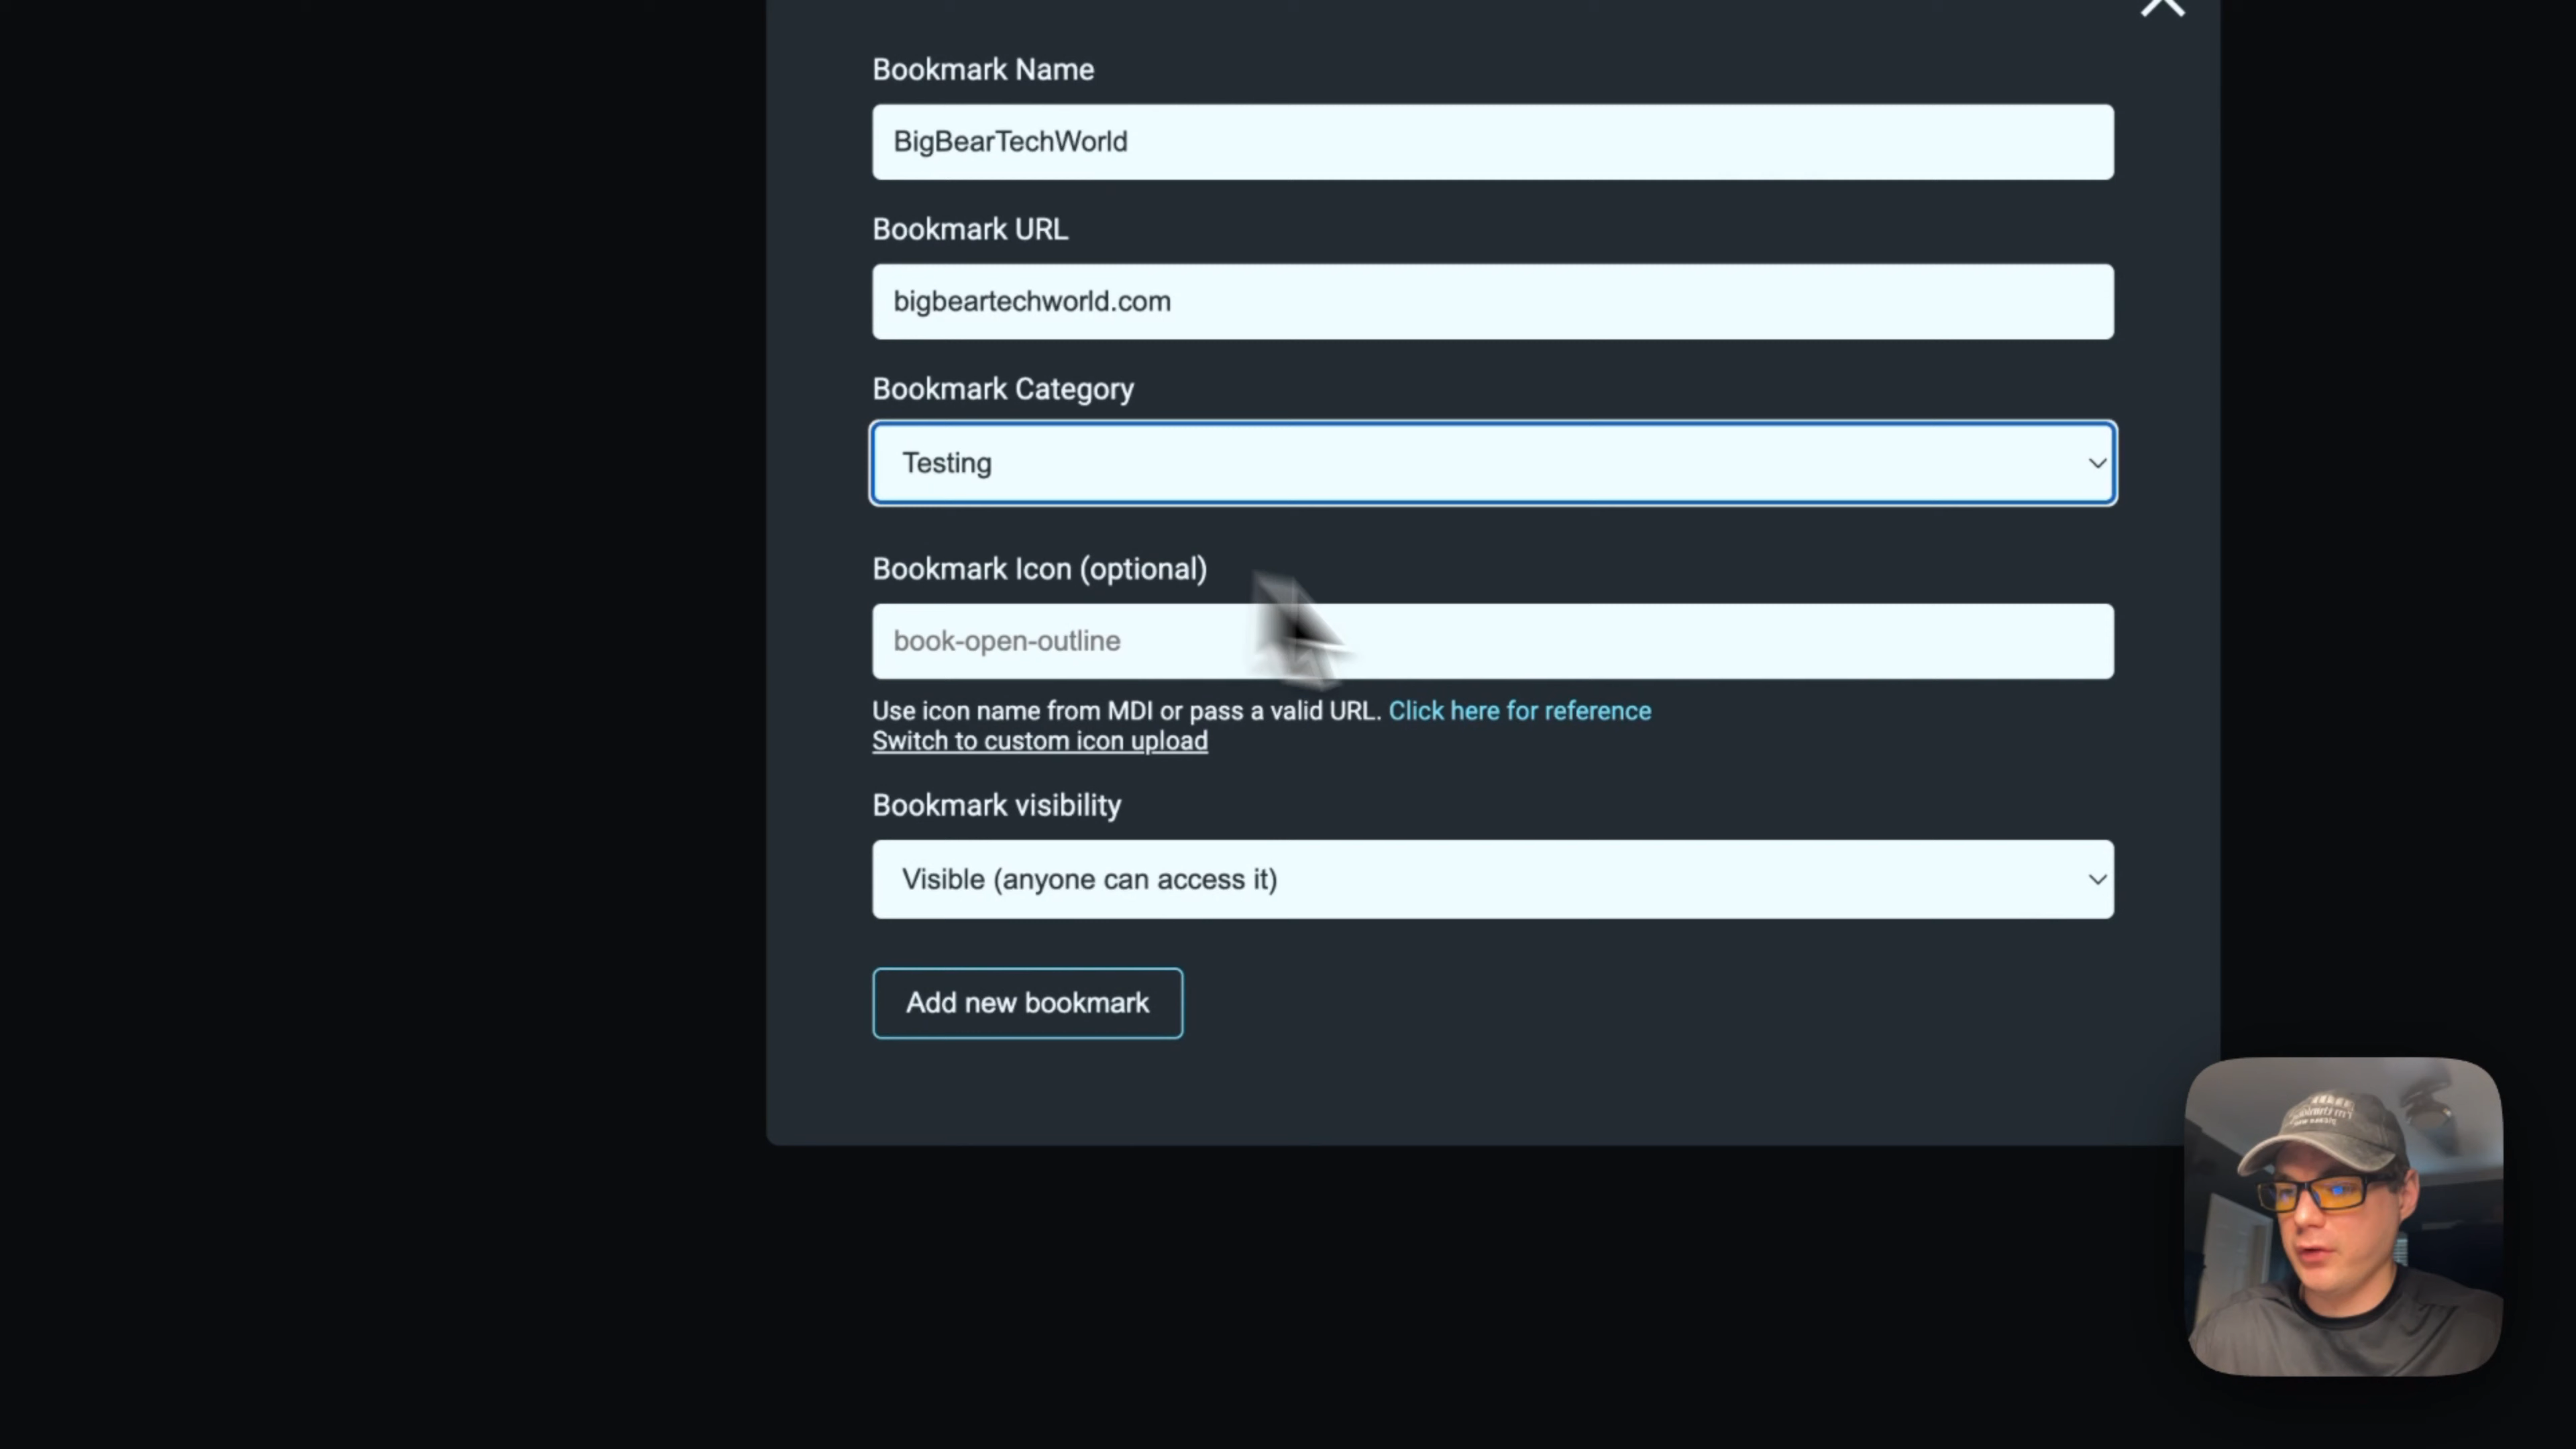 Bookmark Name
BigBearTechWorld
Bookmark URL
bigbeartechworld.com
Bookmark Category
Testing
Bookmark Icon (optional)
book-open-outline
Use icon name from MDI or pass a valid URL. Click here for reference
Switch to custom icon upload
Bookmark visibility
Visible (anyone can access it)
Add new bookmark